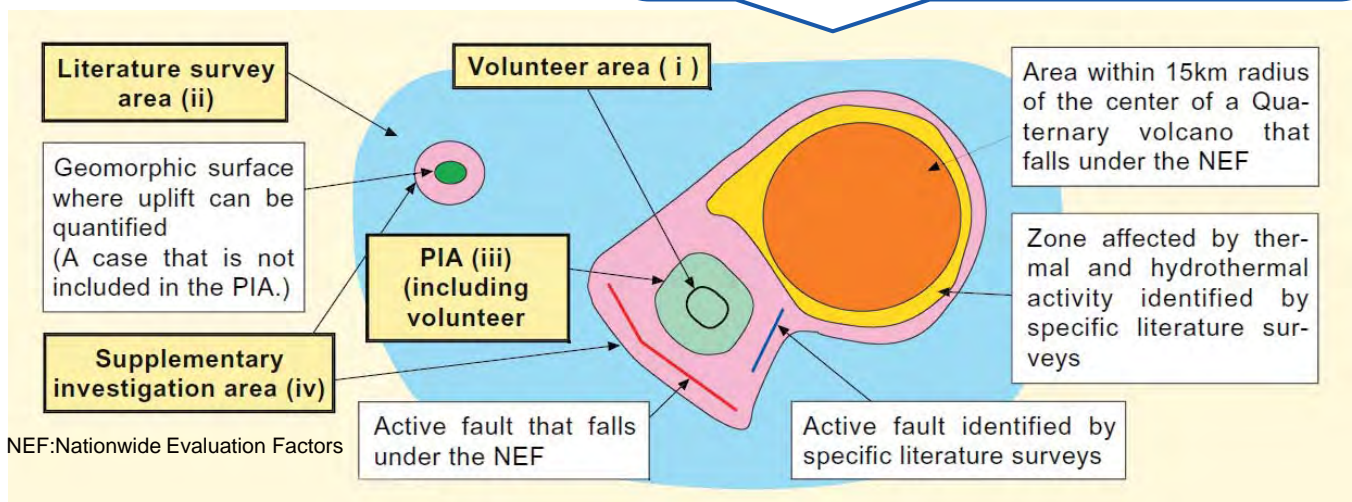 Literature survey
area (ii)
Volunteer area ( i )
Area within 15km radius
of the center of a Qua-
ternary volcano that
falls under the NEF
Geomorphic surface
where uplift can be
quantified
(A case that is not
included in the PIA.)
PIA (iii)
(including
volunteer
Zone affected by ther-
mal and hydrothermal
activity identified by
specific literature sur-
veys
Supplementary
investigation area (iv)
Active fault that falls
under the NEF
Active fault identified by
specific literature surveys
NEF:Nationwide Evaluation Factors